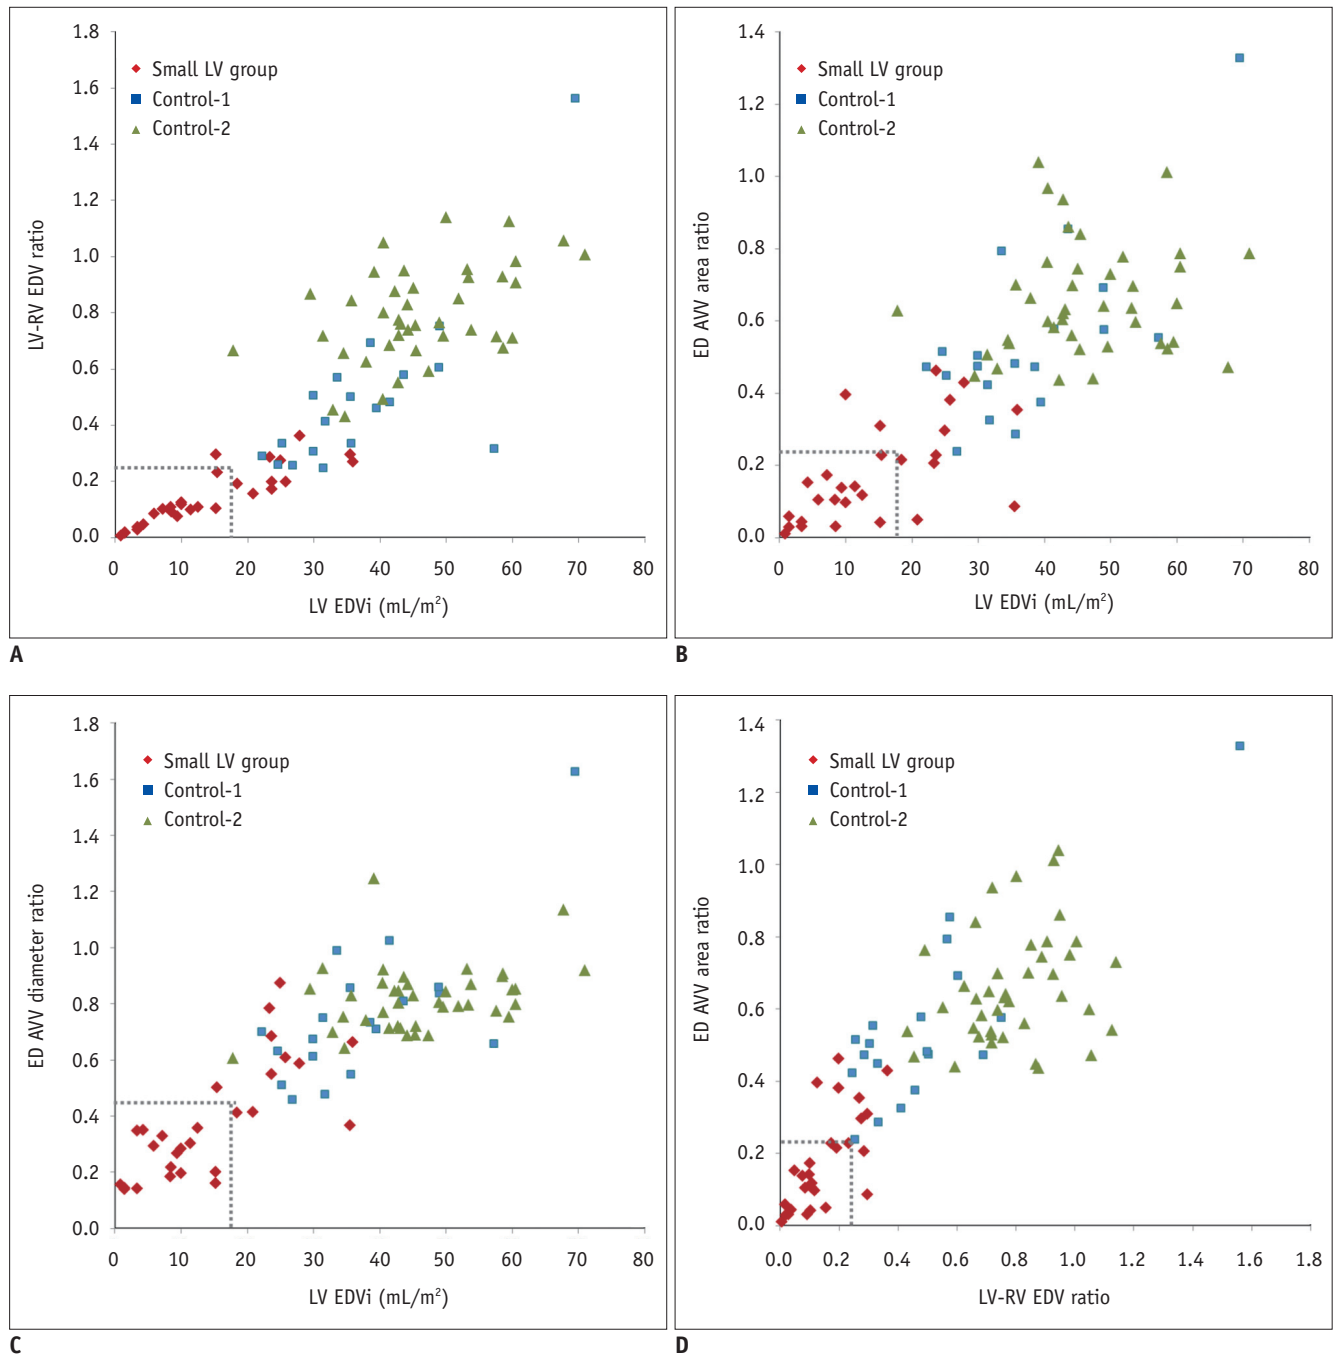 1.8
1.6
1.4
1.2
1.0
0.8
0.6
0.4
0.2
0.0
LV-RV EDV ratio
Small LV group
Control-1
Control-2
0 10 20 30 40 50 60 70 80
LV EDVi (mL/m²)
A
1.4
1.2
1.0
0.8
0.6
0.4
0.2
0.0
ED AVV area ratio
Small LV group
Control-1
Control-2
0 10 20 30 40 50 60 70 80
LV EDVi (mL/m²)
B
1.8
1.6
1.4
1.2
1.0
0.8
0.6
0.4
0.2
0.0
ED AVV diameter ratio
Small LV group
Control-1
Control-2
0 10 20 30 40 50 60 70 80
LV EDVi (mL/m²)
C
1.4
1.2
1.0
0.8
0.6
0.4
0.2
0.0
ED AVV area ratio
Small LV group
Control-1
Control-2
0.0 0.2 0.4 0.6 0.8 1.0 1.2 1.4 1.6 1.8
LV-RV EDV ratio
D